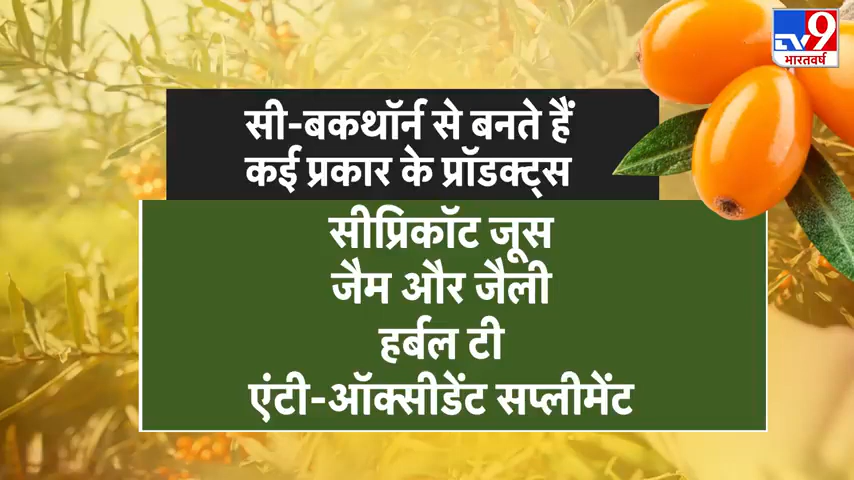 TV9
भारतवर्ष
सी-बकथॉर्न से बनते हैं
कई प्रकार के प्रॉडक्ट्स
सीप्रिकॉट जूस
जैम और जैली
हर्बल टी
एंटी-ऑक्सीडेंट सप्लीमेंट